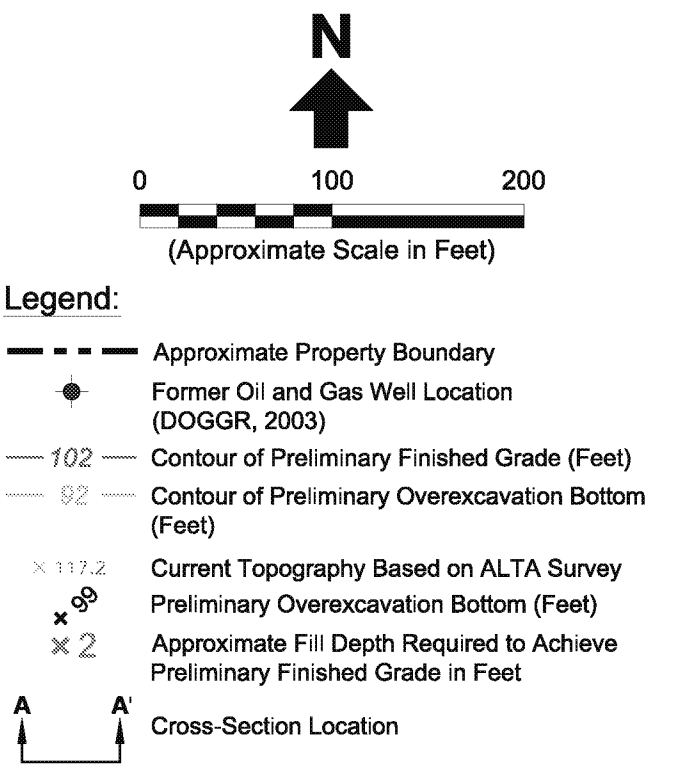 N
0 100 200
(Approximate Scale in Feet)
Legend:
Approximate Property Boundary
Former Oil and Gas Well Location
(DOGGR, 2003)
102 Contour of Preliminary Finished Grade (Feet)
92 Contour of Preliminary Overexcavation Bottom
(Feet)
× 117.2 Current Topography Based on ALTA Survey
× 99 Preliminary Overexcavation Bottom (Feet)
× 2 Approximate Fill Depth Required to Achieve
Preliminary Finished Grade in Feet
A A'
Cross-Section Location